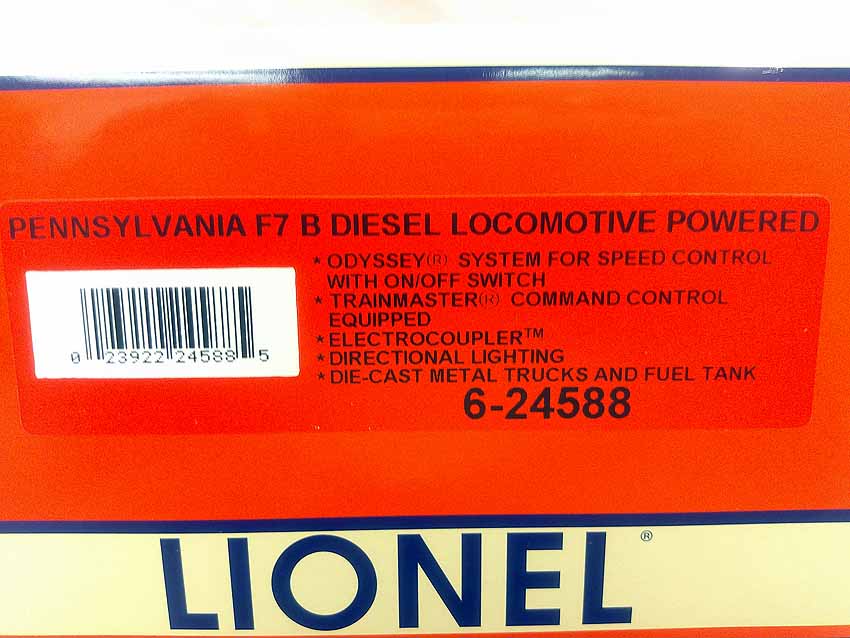 PENNSYLVANIA F7 B DIESEL LOCOMOTIVE POWERED
* ODYSSEY(R) SYSTEM FOR SPEED CONTROL
WITH ON/OFF SWITCH
* TRAINMASTER(R) COMMAND CONTROL
EQUIPPED
* ELECTROCOUPLER™
* DIRECTIONAL LIGHTING
* DIE-CAST METAL TRUCKS AND FUEL TANK
6-24588
0 23922 24588 5
LIONEL®